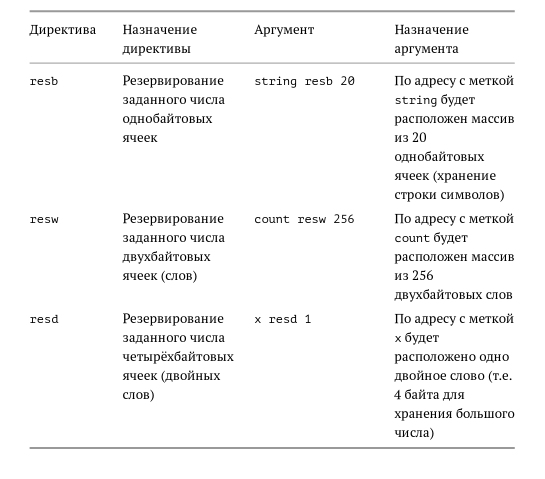 Директива Назначение директивы Аргумент Назначение аргумента
resb Резервирование string resb 20 По адресу с меткой
заданного числа string будет
однобайтовых расположен массив
ячеек из 20
однобайтовых
ячеек (хранение
строки символов)
resw Резервирование count resw 256 По адресу с меткой
заданного числа count будет
двухбайтовых расположен массив
ячеек (слов) из 256
двухбайтовых слов
resd Резервирование x resd 1 По адресу с меткой
заданного числа x будет
четырёхбайтовых расположено одно
ячеек (двойных двойное слово (т.е.
слов) 4 байта для
хранения большого
числа)